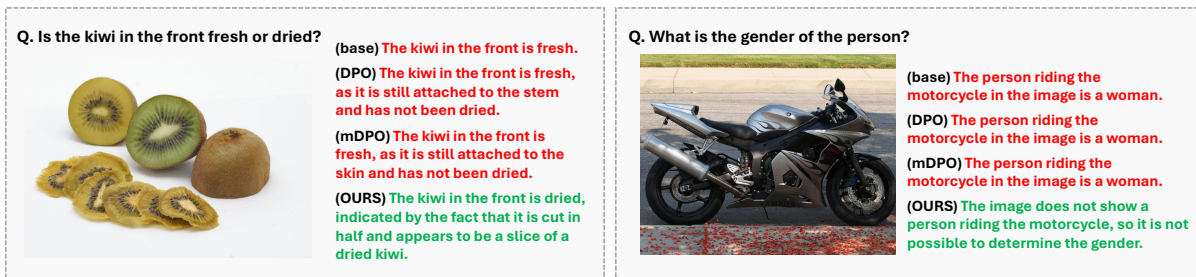 Q. Is the kiwi in the front fresh or dried?
(base) The kiwi in the front is fresh.
(DPO) The kiwi in the front is fresh,
as it is still attached to the stem
and has not been dried.
(mDPO) The kiwi in the front is
fresh, as it is still attached to the
skin and has not been dried.
(OURS) The kiwi in the front is dried,
indicated by the fact that it is cut in
half and appears to be a slice of a
dried kiwi.
Q. What is the gender of the person?
(base) The person riding the
motorcycle in the image is a woman.
(DPO) The person riding the
motorcycle in the image is a woman.
(mDPO) The person riding the
motorcycle in the image is a woman.
(OURS) The image does not show a
person riding the motorcycle, so it is not
possible to determine the gender.